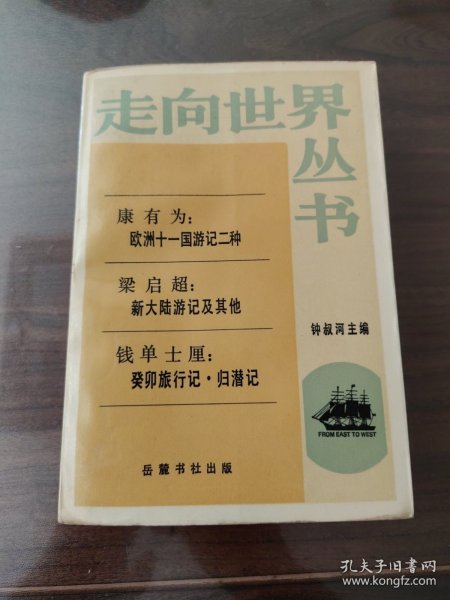 走向世界
丛书
康有为：
欧洲十一国游记二种
梁启超：
新大陆游记及其他
钱单士厘：
癸卯旅行记·归潜记
钟叔河主编
FROM EAST TO WEST
岳麓书社出版
孔夫子旧书网
www.kongfz.com